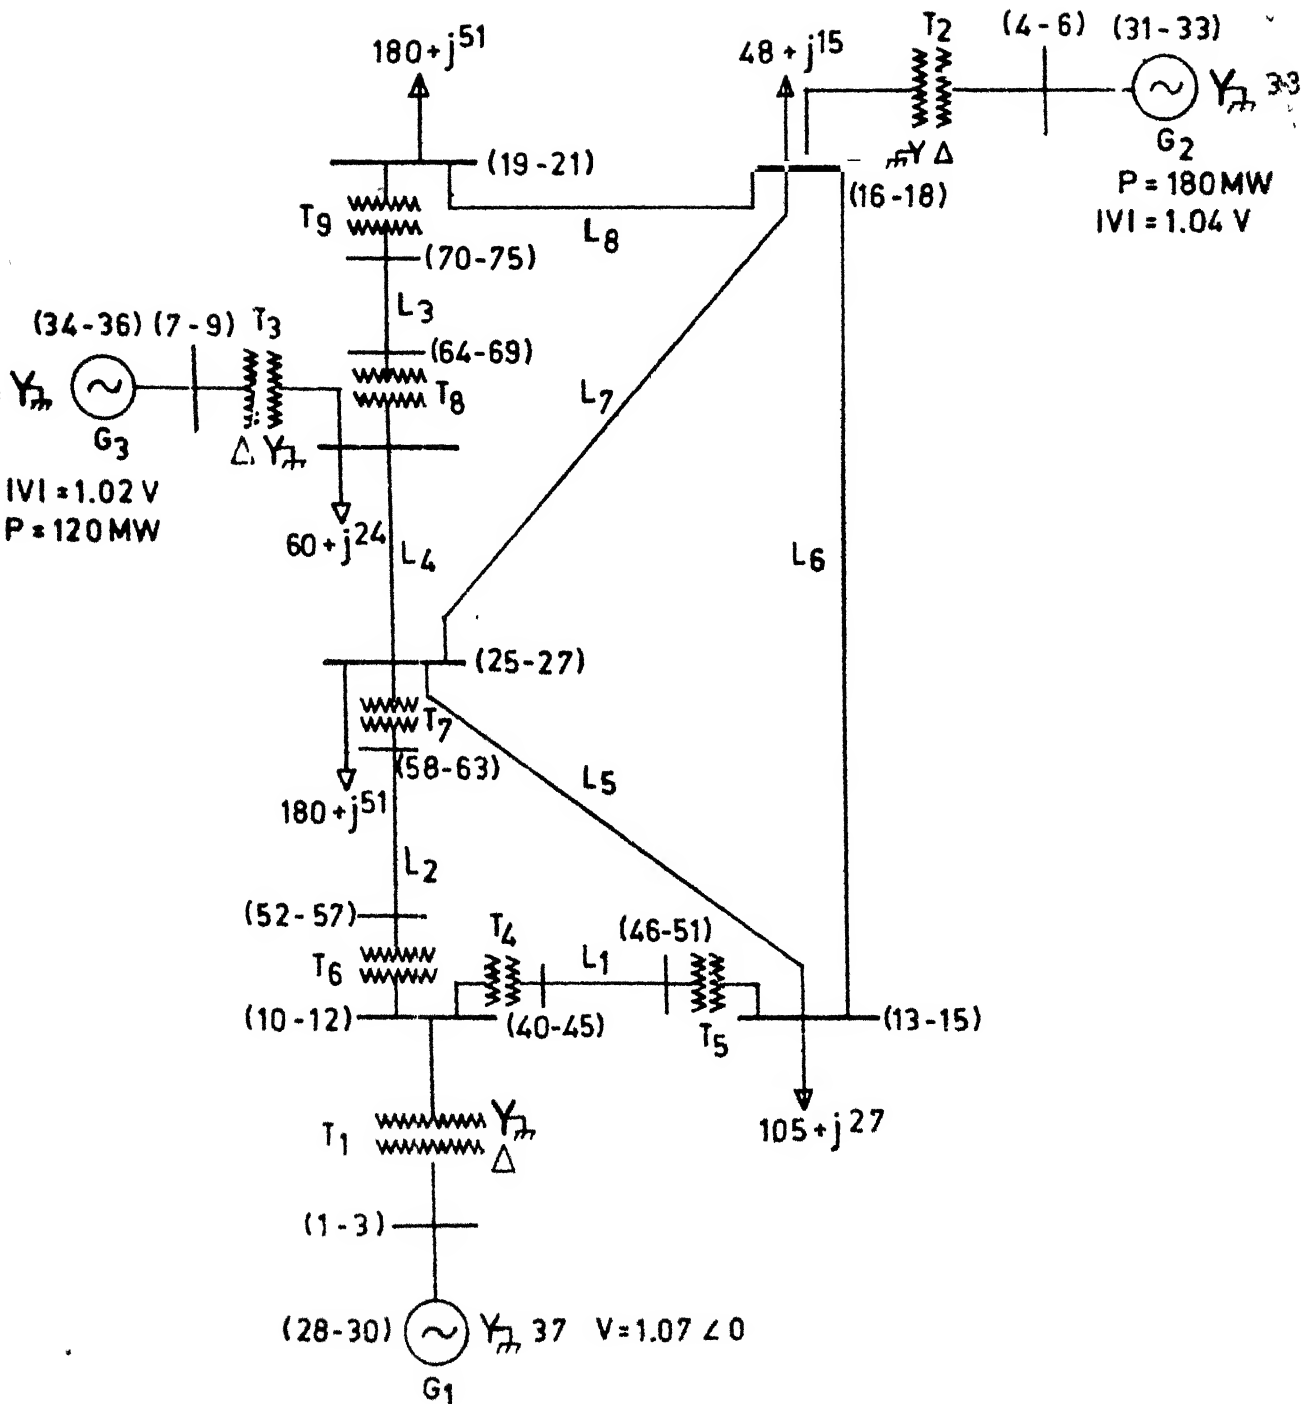 180+j51
48+j15
T2
(4-6) (31-33)
33
G2
P = 180MW
|V| = 1.04 V
(19-21)
(16-18)
T9
L8
(70-75)
L3
(34-36) (7-9) T3
(64-69)
T8
L7
G3
Δ Y
Y Δ
|V| = 1.02 V
P = 120MW
60+j24
L4
L6
(25-27)
T7
(58-63)
180+j51
L5
L2
(52-57)
T4
(46-51)
L1
T6
(10-12)
(40-45)
T5
(13-15)
105+j27
T1
Y
Δ
(1-3)
(28-30)
Y 37 V=1.07∠0
G1